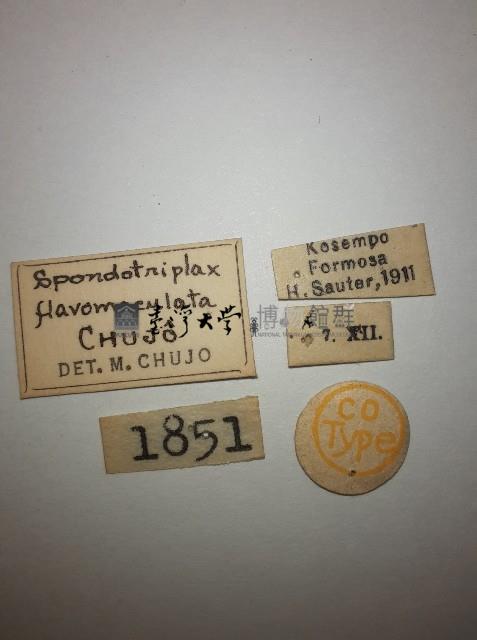 Spondotriplax
flavomaculata
CHUJO
DET. M. CHUJO
Kosempo
Formosa
H. Sauter, 1911
7. XII.
1851
CO
Type
臺灣大學 博物館群